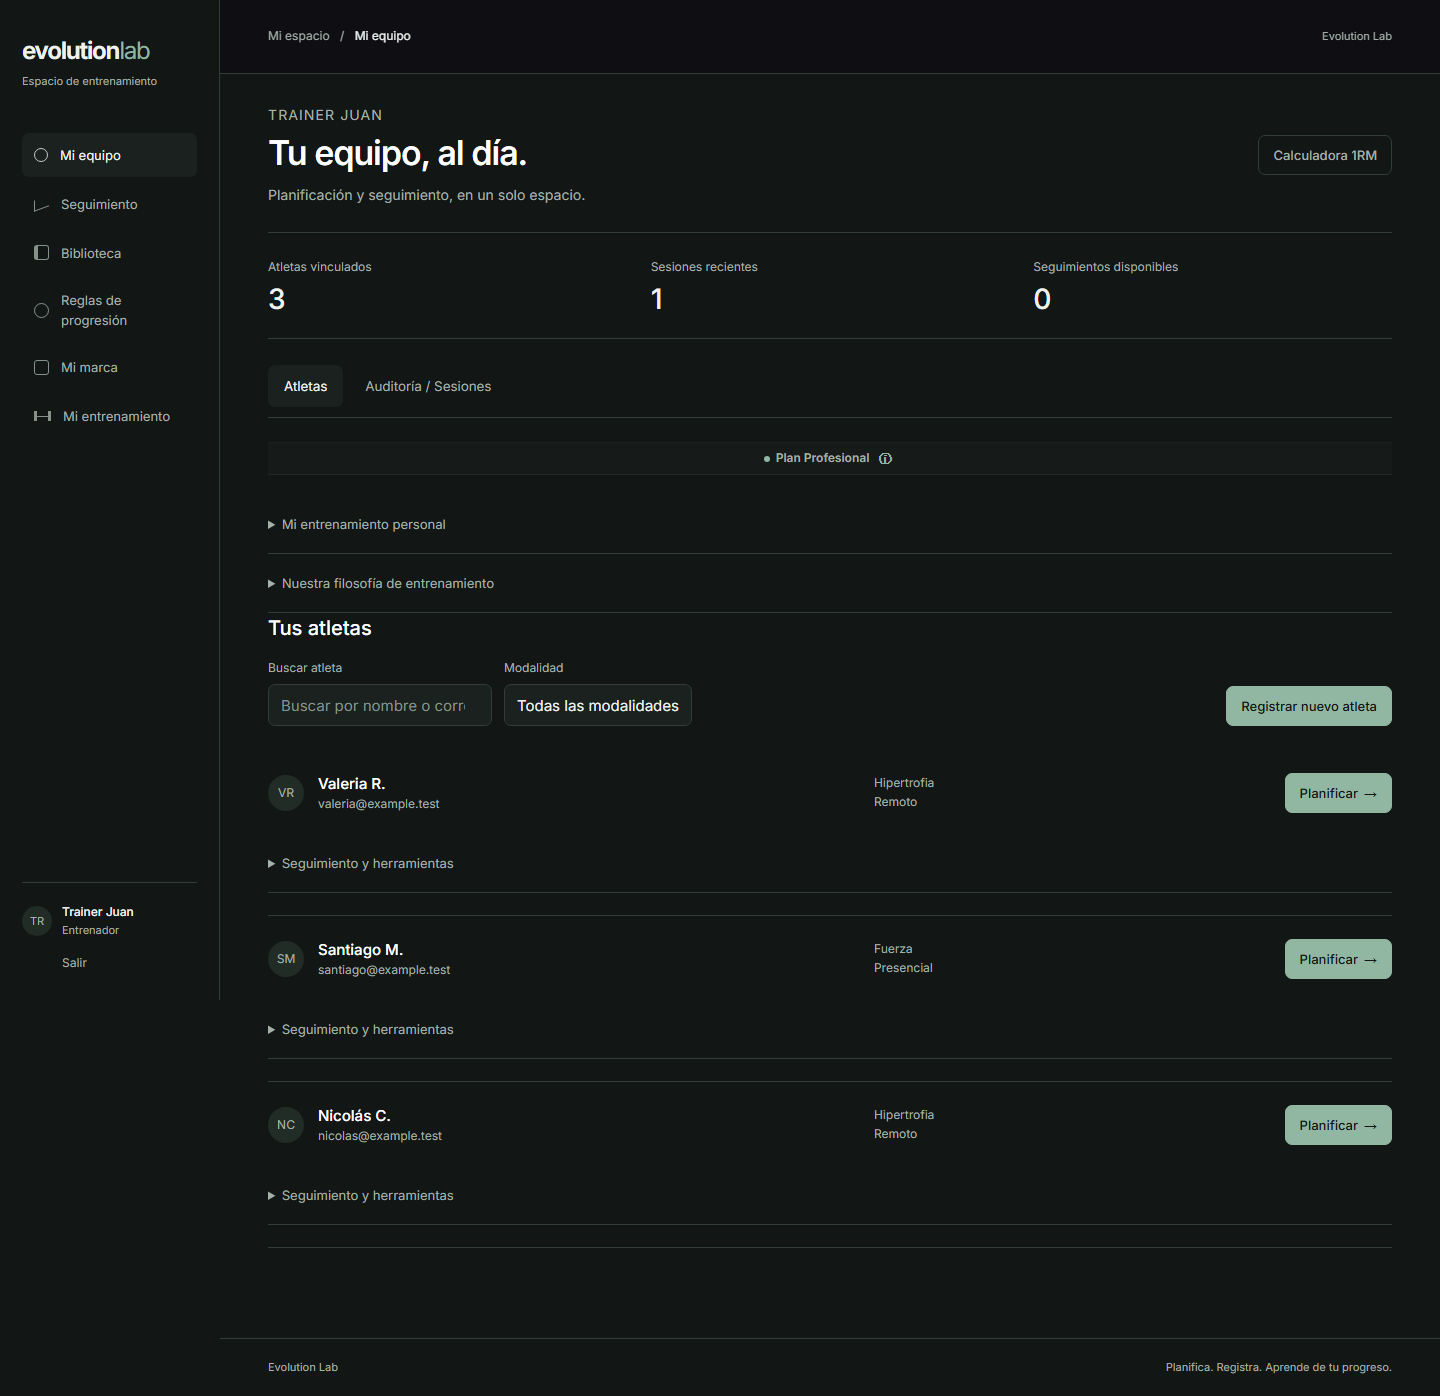 evolutionlab
Espacio de entrenamiento
Mi equipo
Seguimiento
Biblioteca
Reglas de
progresión
Mi marca
Mi entrenamiento
Trainer Juan
TR
Entrenador
Salir
Mi espacio / Mi equipo
Evolution Lab
TRAINER JUAN
Tu equipo, al día.
Calculadora 1RM
Planificación y seguimiento, en un solo espacio.
Atletas vinculados
3
Sesiones recientes
1
Seguimientos disponibles
0
Atletas
Auditoría / Sesiones
Plan Profesional
Mi entrenamiento personal
Nuestra filosofía de entrenamiento
Tus atletas
Buscar atleta
Buscar por nombre o corr
Modalidad
Todas las modalidades
Registrar nuevo atleta
VR
Valeria R.
valeria@example.test
Hipertrofia
Remoto
Planificar →
Seguimiento y herramientas
SM
Santiago M.
santiago@example.test
Fuerza
Presencial
Planificar →
Seguimiento y herramientas
NC
Nicolás C.
nicolas@example.test
Hipertrofia
Remoto
Planificar →
Seguimiento y herramientas
Evolution Lab
Planifica. Registra. Aprende de tu progreso.